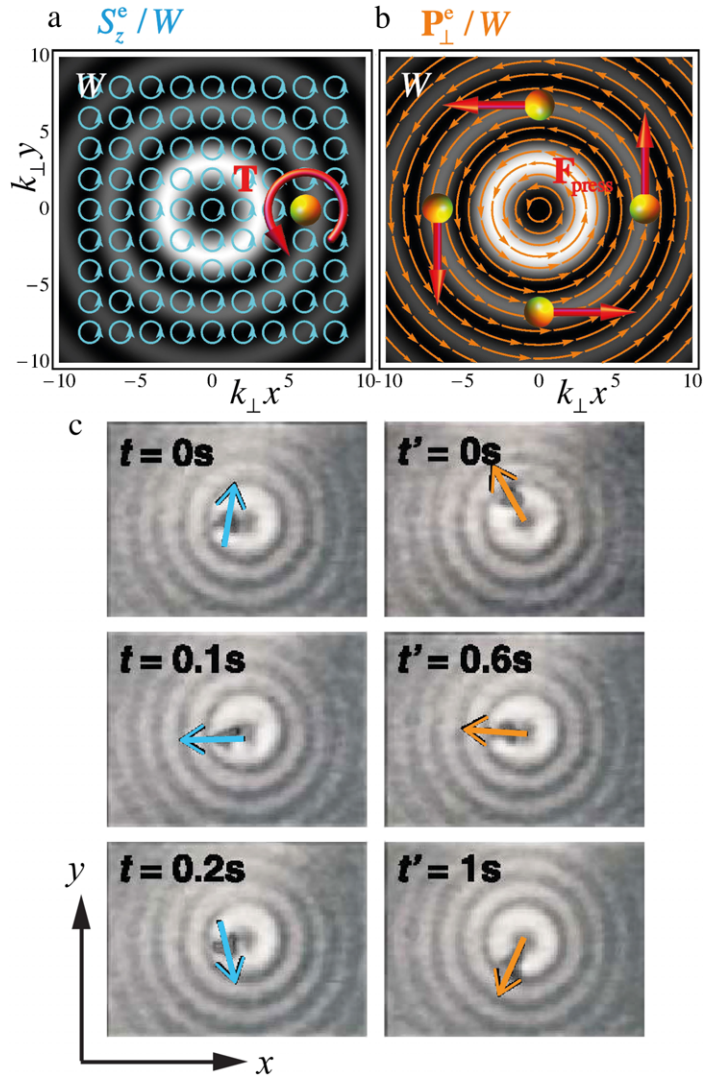 a S_z^e / W b P_⊥^e / W
W W
T F_press
10
5
0
−5
−10
k_⊥ y
−10 −5 0 5 10 -10 −5 0 5 10
k_⊥ x k_⊥ x
c
t = 0s t’ = 0s
t = 0.1s t’ = 0.6s
t = 0.2s t’ = 1s
y
x